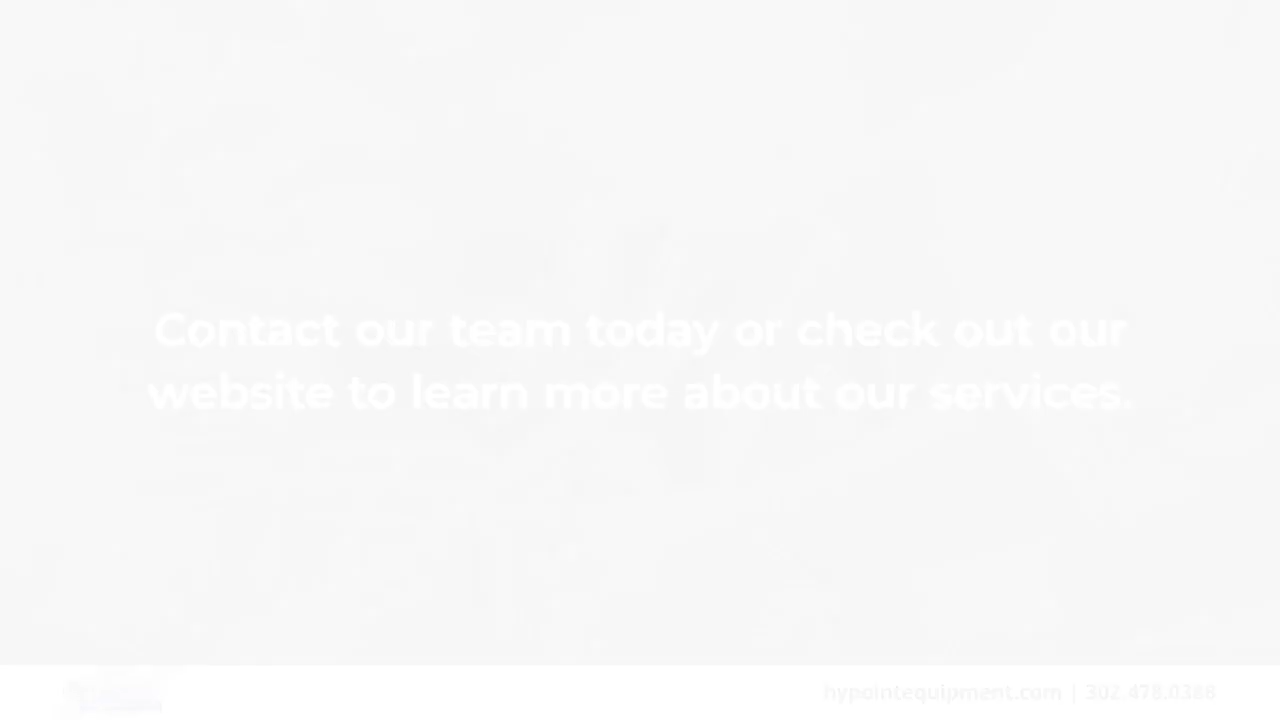 Contact our team today or check out our
website to learn more about our services.
hypointequipment.com | 302.478.0388